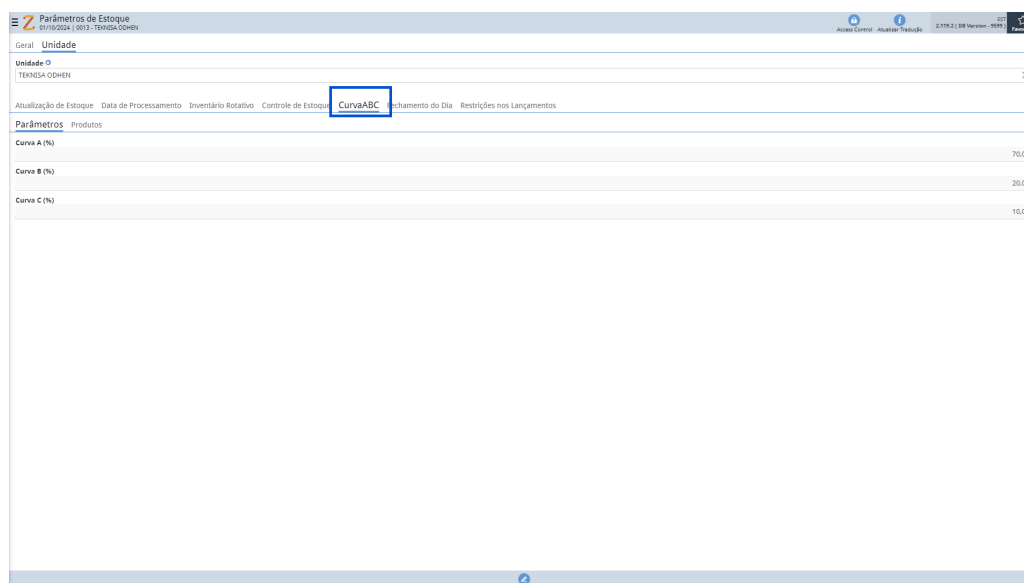 Parâmetros de Estoque
01/10/2024 | 0013 - TEKNISA ODHEN
Access Control Atualizar Tradução
EST
2.119.2 ( DB Version - 9599 )
Geral Unidade
Unidade
TEKNISA ODHEN
Atualização de Estoque Data de Processamento Inventário Rotativo Controle de Estoque CurvaABC Fechamento do Dia Restrições nos Lançamentos
Parâmetros Produtos
Curva A (%)
70,0
Curva B (%)
20,0
Curva C (%)
10,0